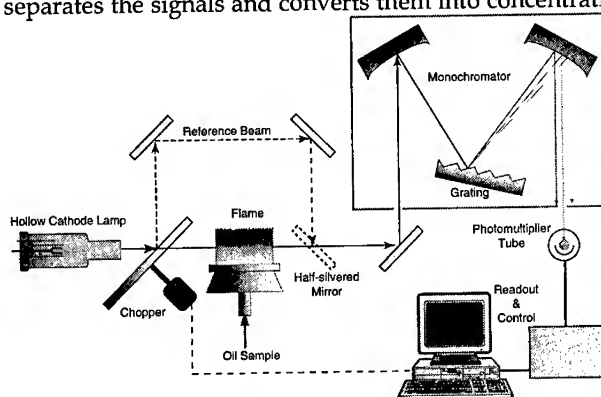 separates the signals and converts them into concentrati
Monochromator
Reference Beam
Grating
Hollow Cathode Lamp
Flame
Photomultiplier
Tube
Half-silvered
Mirror
Readout
&
Control
Chopper
Oil Sample